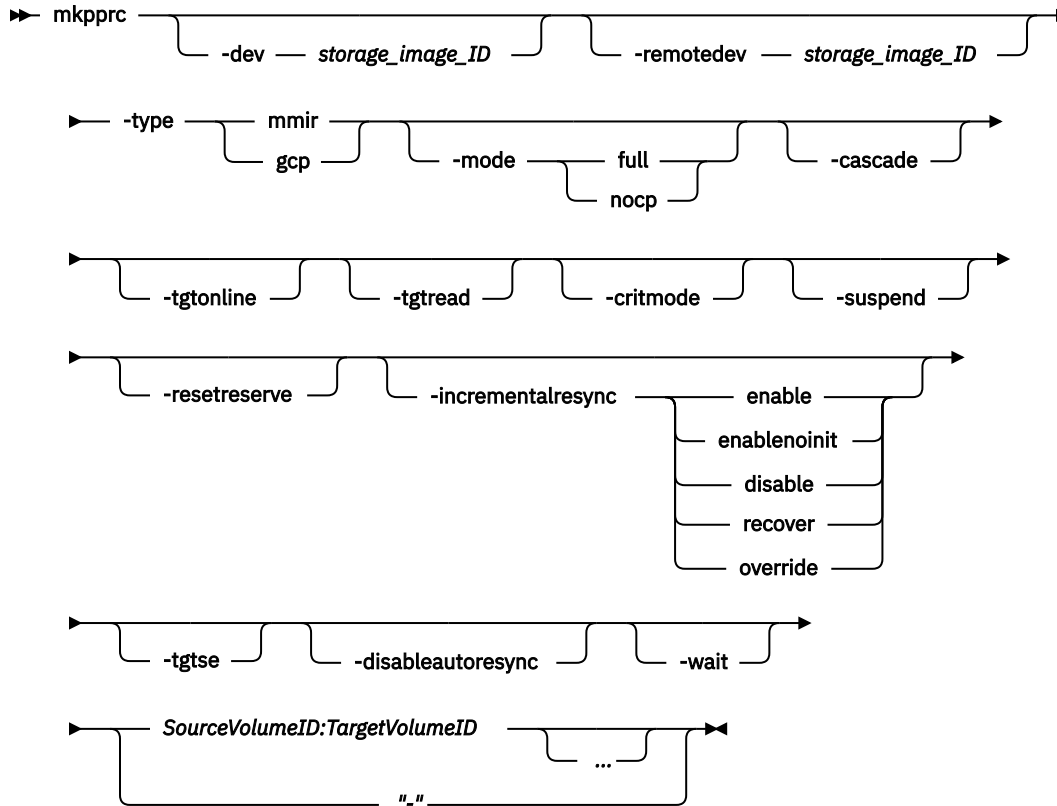 mkpprc
-dev storage_image_ID -remotedev storage_image_ID
-type mmir
gcp
-mode full -cascade
nocp
-tgtonline -tgtread -critmode -suspend
-resetreserve -incrementalresync enable
enablenoinit
disable
recover
override
-tgtse -disableautoresync -wait
SourceVolumeID:TargetVolumeID
...
"-"